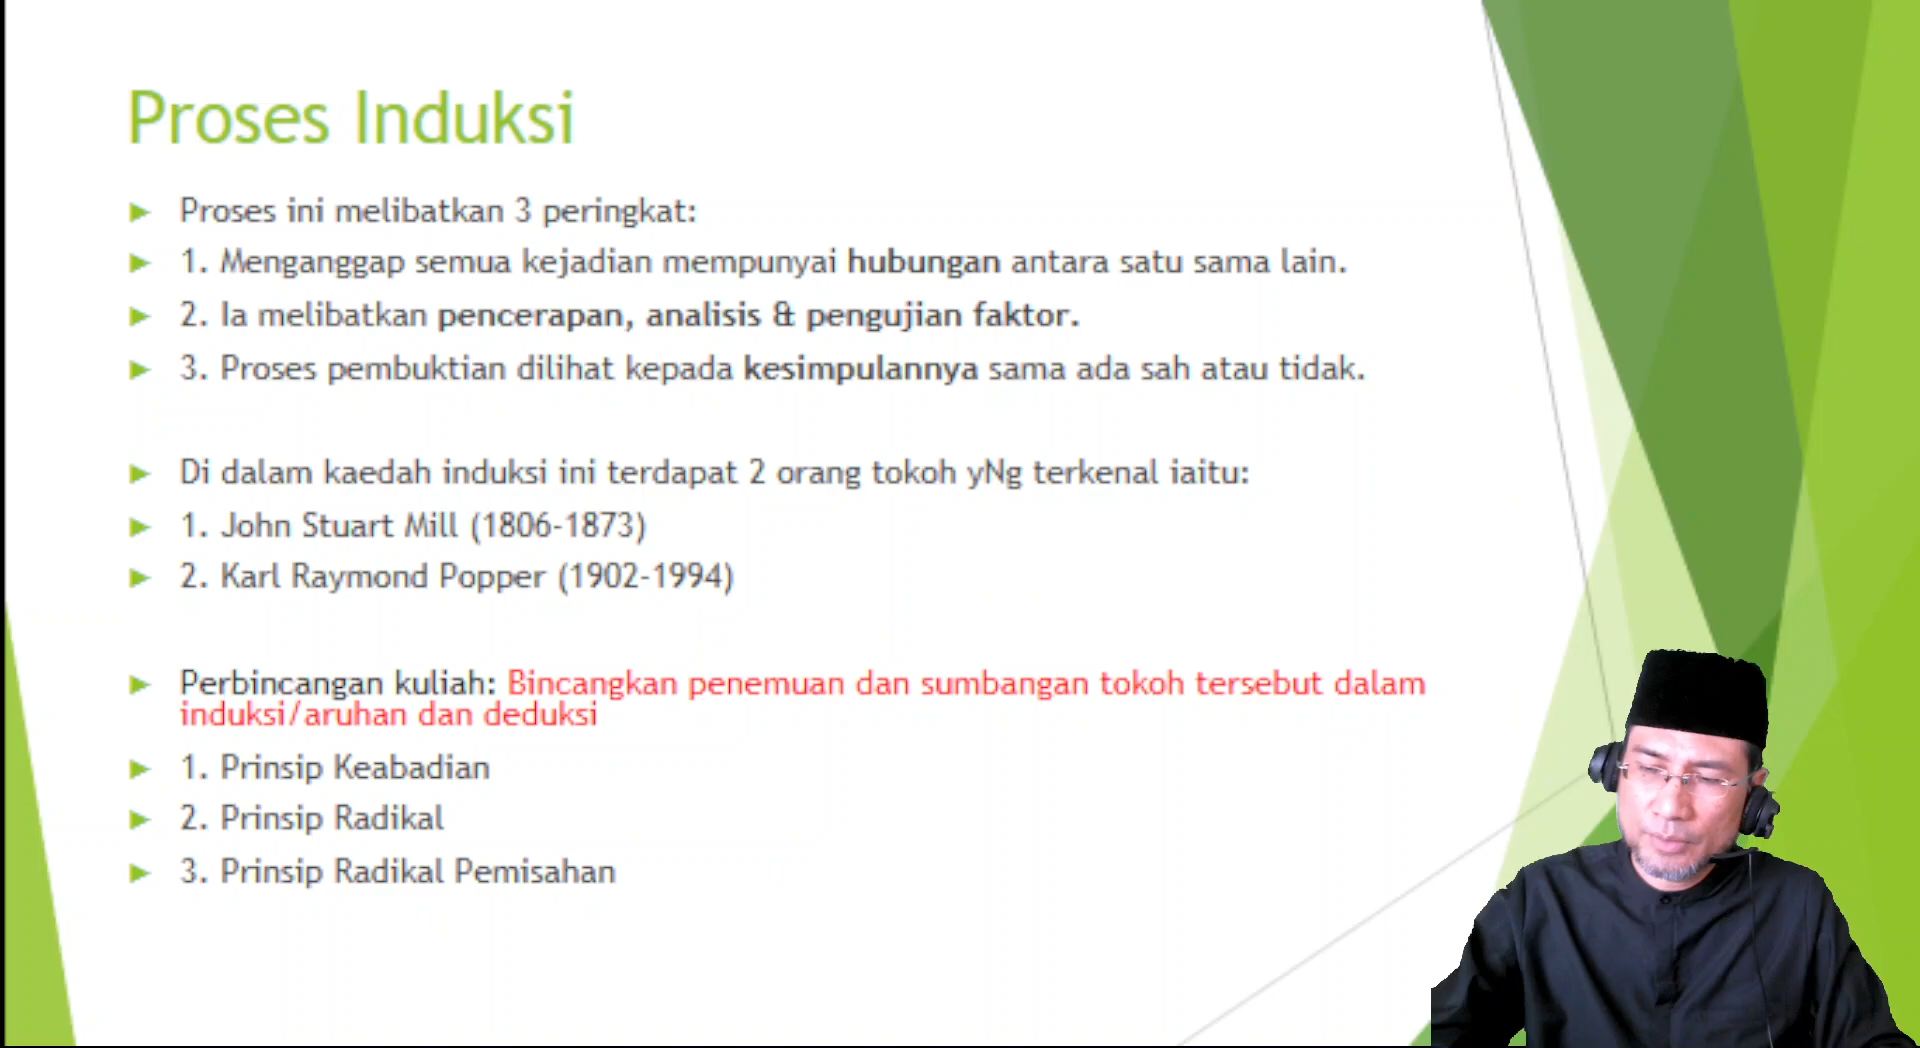 Proses Induksi
Proses ini melibatkan 3 peringkat:
1. Menganggap semua kejadian mempunyai hubungan antara satu sama lain.
2. Ia melibatkan pencerapan, analisis & pengujian faktor.
3. Proses pembuktian dilihat kepada kesimpulannya sama ada sah atau tidak.
Di dalam kaedah induksi ini terdapat 2 orang tokoh yNg terkenal iaitu:
1. John Stuart Mill (1806-1873)
2. Karl Raymond Popper (1902-1994)
Perbincangan kuliah: Bincangkan penemuan dan sumbangan tokoh tersebut dalam
induksi/aruhan dan deduksi
1. Prinsip Keabadian
2. Prinsip Radikal
3. Prinsip Radikal Pemisahan